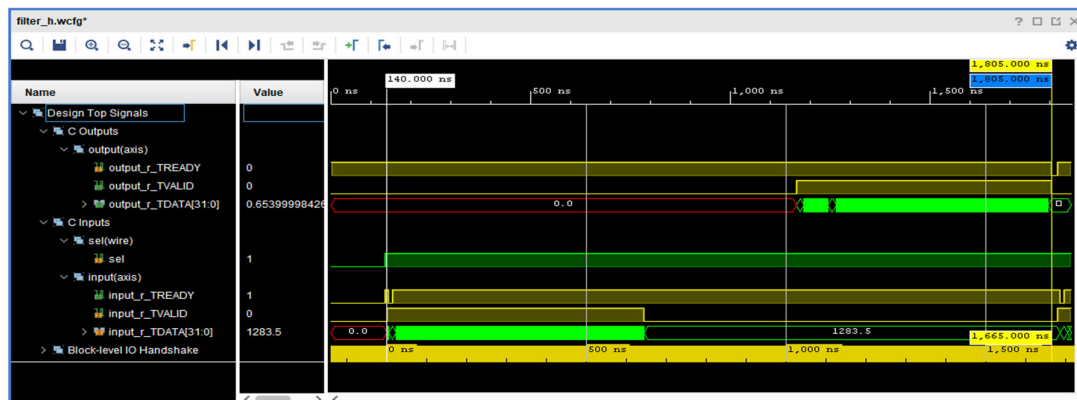 filter_h.wcfg*
1,805.000 ns
140.000 ns 1,805.000 ns
Name Value 0 ns 500 ns 1,000 ns 1,500 ns
Design Top Signals
C Outputs
output(axis)
output_r_TREADY 0
output_r_TVALID 0
output_r_TDATA[31:0] 0.65399998426 0.0
C Inputs
sel(wire)
sel 1
input(axis)
input_r_TREADY 1
input_r_TVALID 0
input_r_TDATA[31:0] 1283.5 0.0 1283.5 1,665.000 ns
Block-level IO Handshake 0 ns 500 ns 1,000 ns 1,500 ns